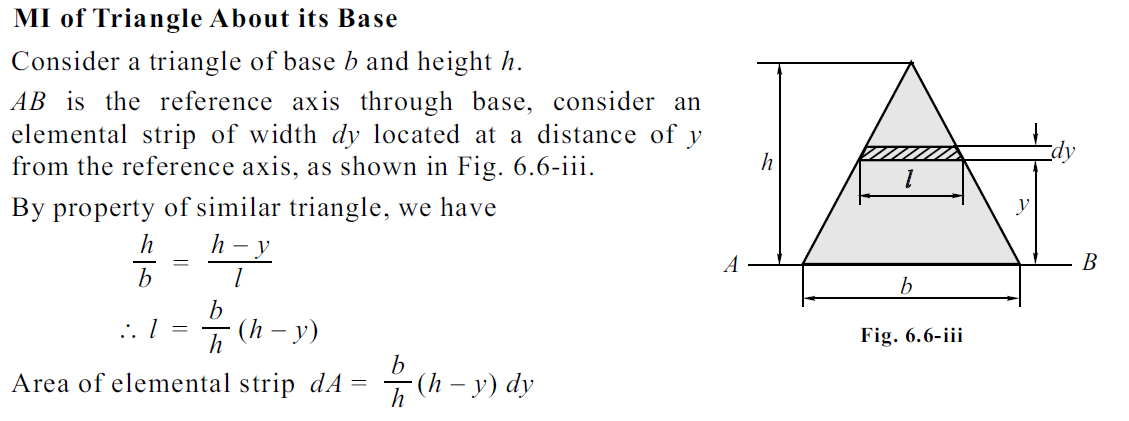 MI of Triangle About its Base
Consider a triangle of base b and height h.
AB is the reference axis through base, consider an
elemental strip of width dy located at a distance of y
from the reference axis, as shown in Fig. 6.6-iii.
By property of similar triangle, we have
h/b = (h – y)/l
∴ l = b/h (h – y)
Area of elemental strip dA = b/h (h – y) dy
h
l
dy
y
A
B
b
Fig. 6.6-iii